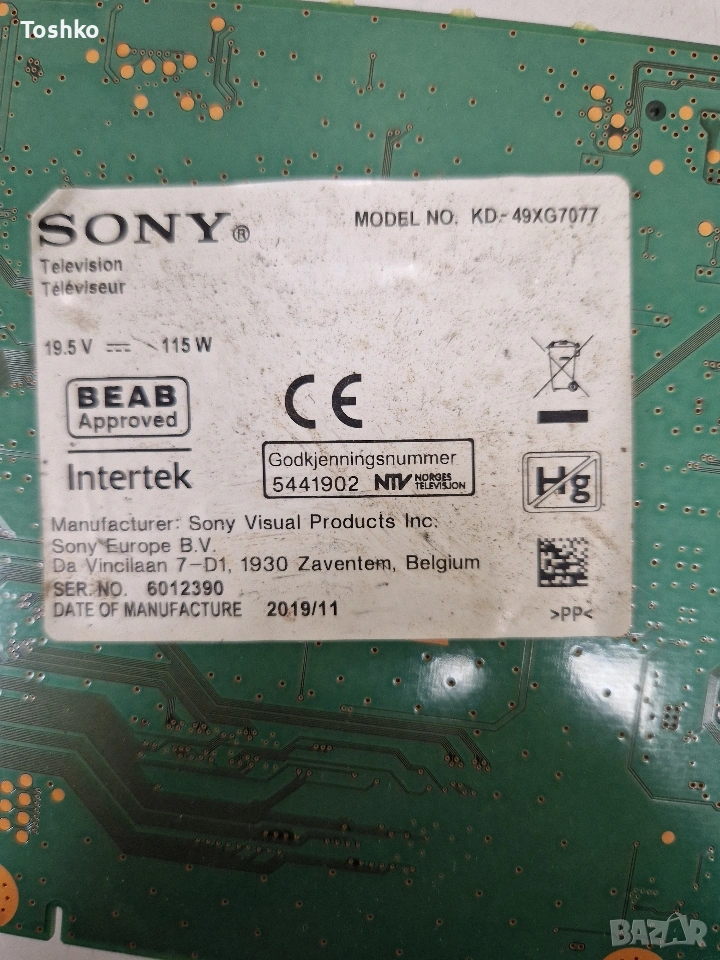 Toshko
SONY®
MODEL NO. KD-49XG7077
Television
Téléviseur
19.5 V 115 W
BEAB
Approved
CE
Intertek
Godkjenningsnummer
5441902 NTV NORGES TELEVISJON
Hg
Manufacturer: Sony Visual Products Inc.
Sony Europe B.V.
Da Vincilaan 7-D1, 1930 Zaventem, Belgium
SER. NO. 6012390
DATE OF MANUFACTURE 2019/11
>PP<
BAZAR